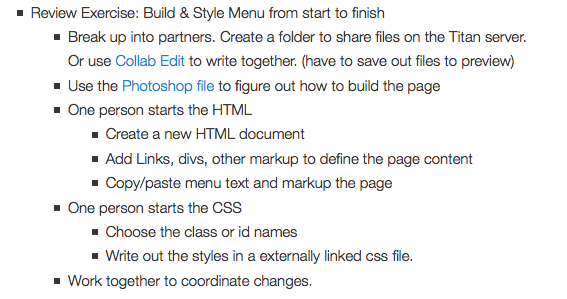 Review Exercise: Build & Style Menu from start to finish
Break up into partners. Create a folder to share files on the Titan server.
Or use Collab Edit to write together. (have to save out files to preview)
Use the Photoshop file to figure out how to build the page
One person starts the HTML
Create a new HTML document
Add Links, divs, other markup to define the page content
Copy/paste menu text and markup the page
One person starts the CSS
Choose the class or id names
Write out the styles in a externally linked css file.
Work together to coordinate changes.